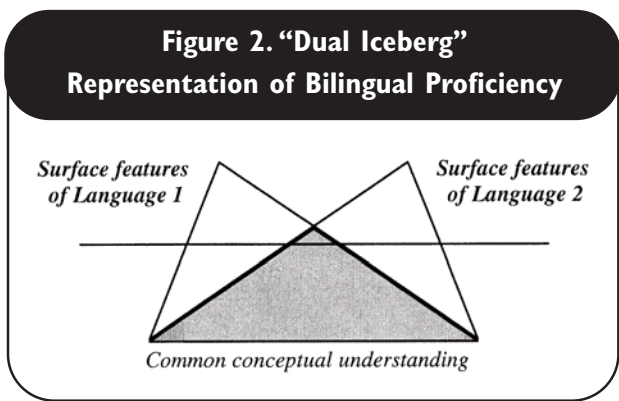 Figure 2. “Dual Iceberg”
Representation of Bilingual Proficiency
Surface features
of Language 1
Surface features
of Language 2
Common conceptual understanding